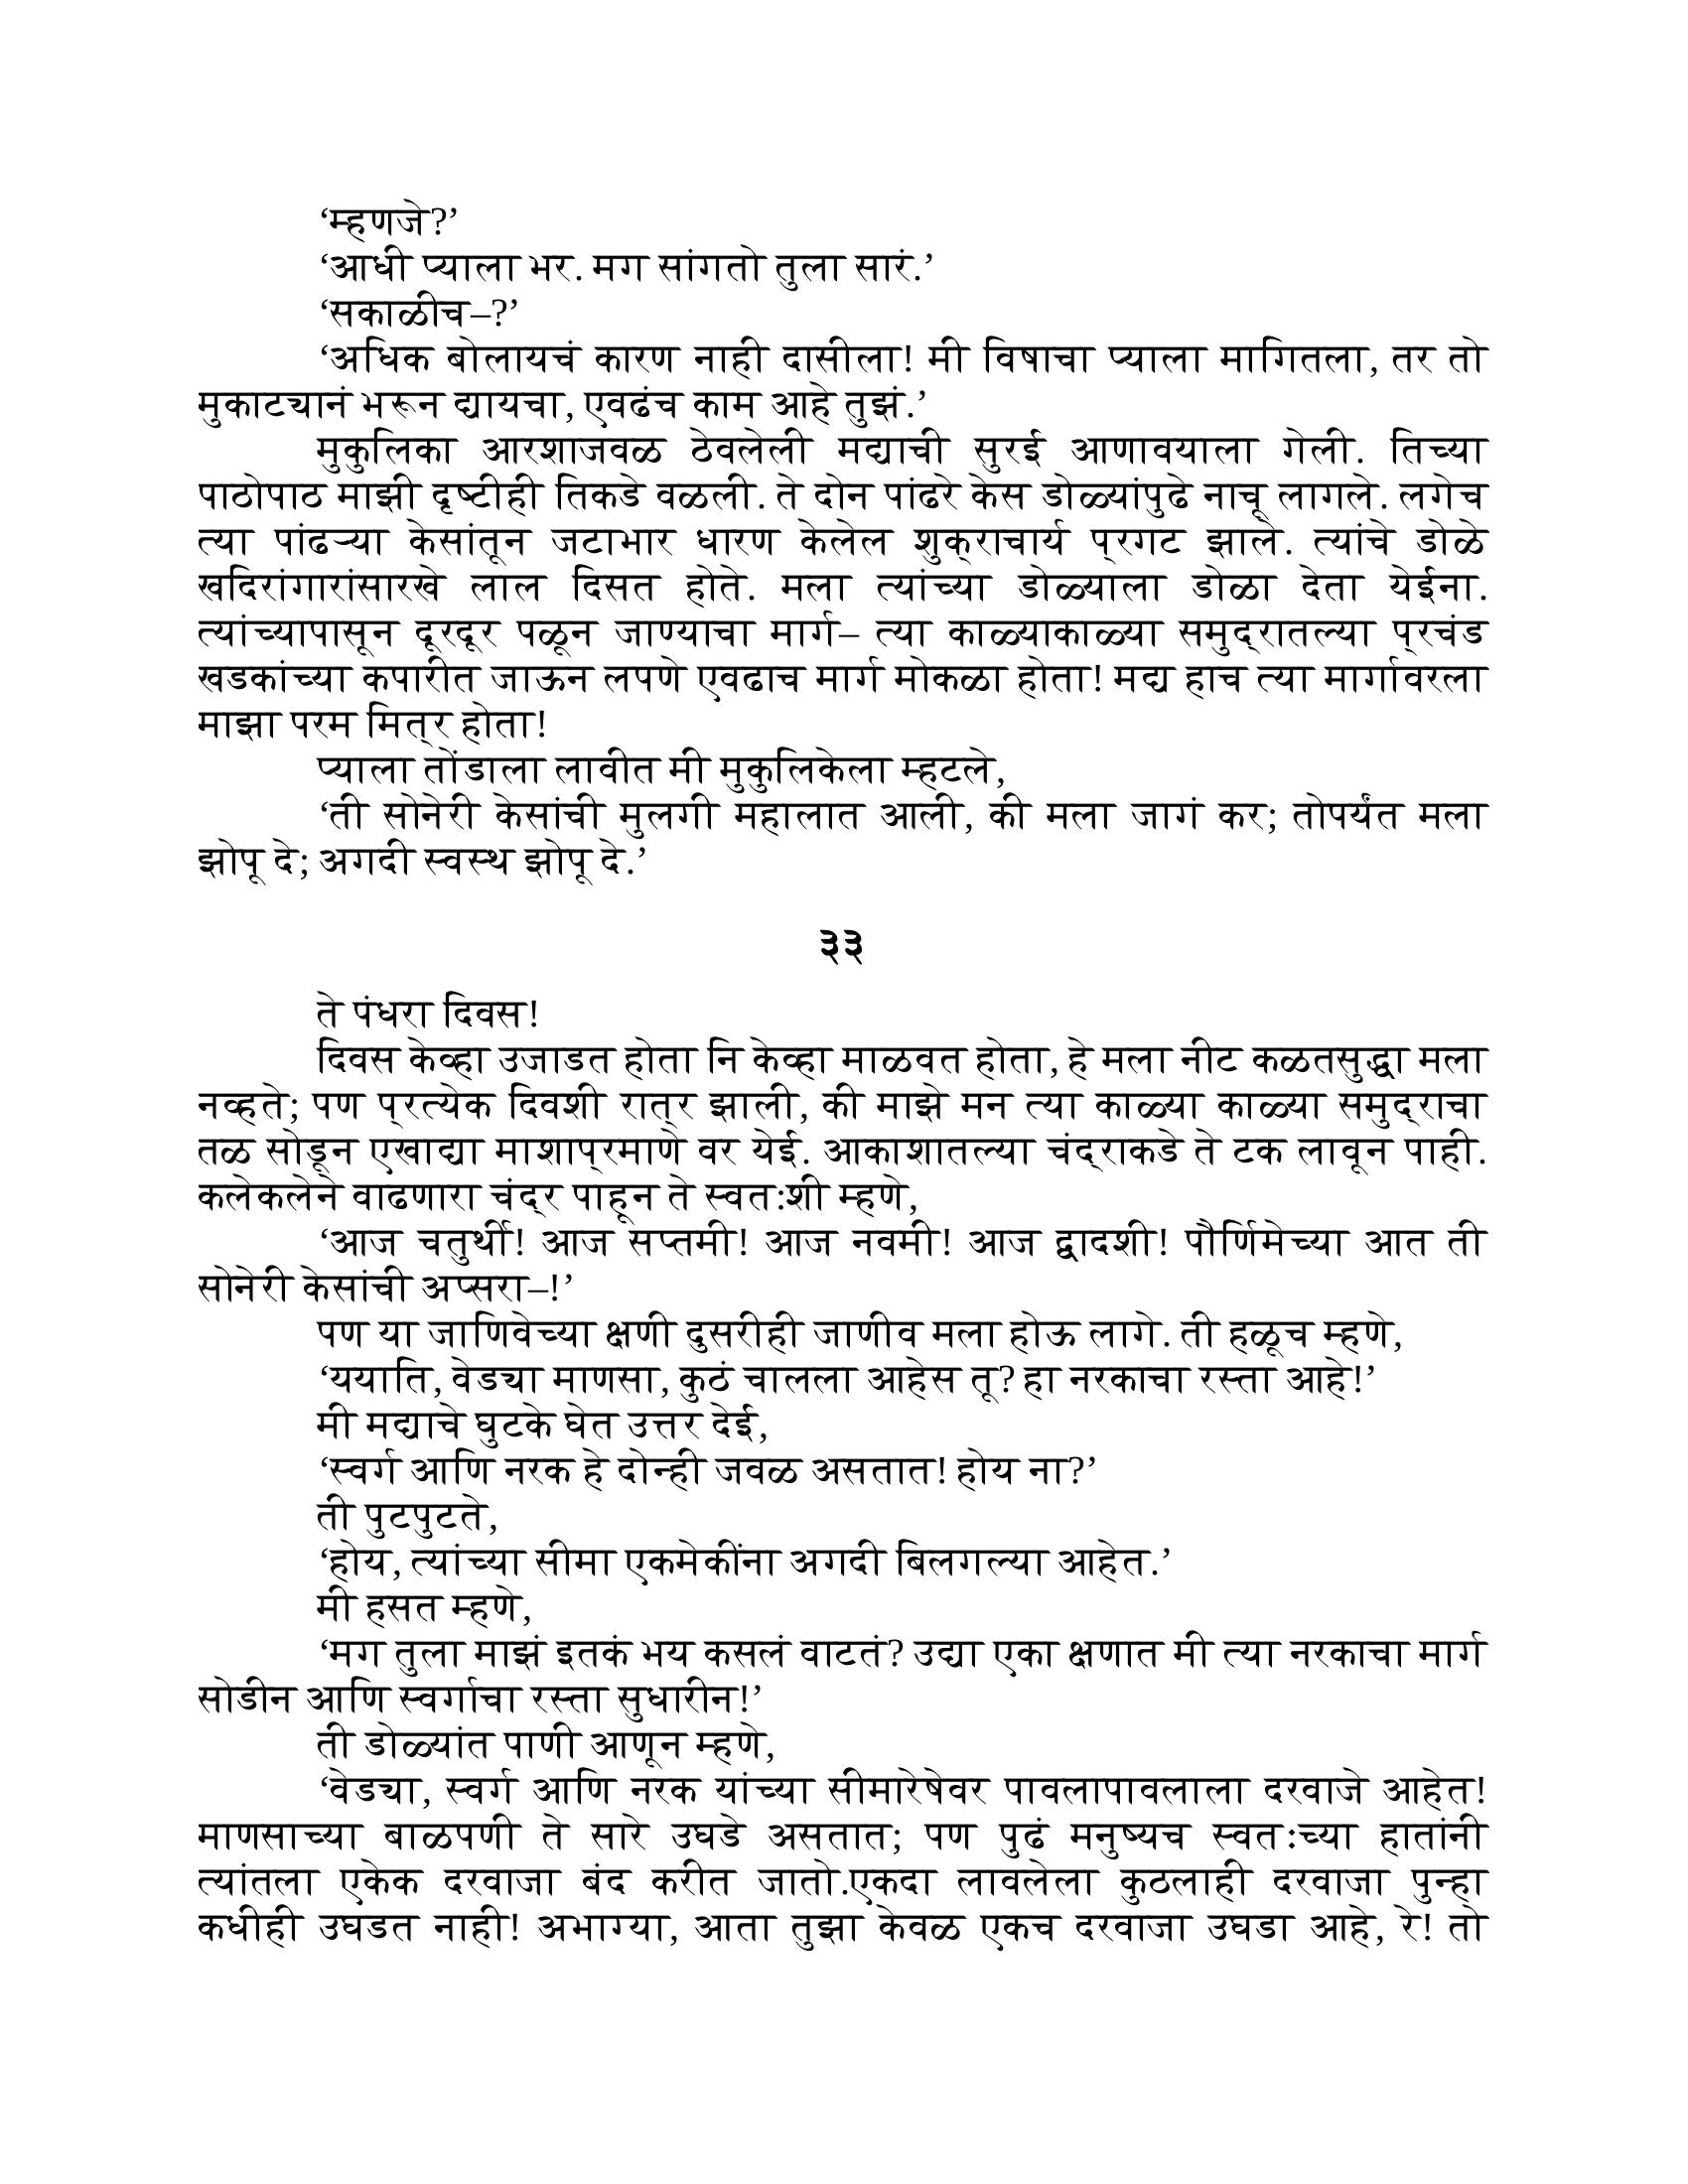 ‘म्हणजे?’
‘आधी प्याला भर. मग सांगतो तुला सारं.’
‘सकाळीच–?’
‘अधिक बोलायचं कारण नाही दासीला! मी विषाचा प्याला मागितला, तर तो
मुकाट्यानं भरून द्यायचा, एवढंच काम आहे तुझं.’
मुकुलिका आरशाजवळ ठेवलेली मद्याची सुरई आणावयाला गेली. तिच्या
पाठोपाठ माझी दृष्टीही तिकडे वळली. ते दोन पांढरे केस डोळ्यांपुढे नाचू लागले. लगेच
त्या पांढऱ्या केसांतून जटाभार धारण केलेल शुक्राचार्य प्रगट झाले. त्यांचे डोळे
खदिरांगारांसारखे लाल दिसत होते. मला त्यांच्या डोळ्याला डोळा देता येईना.
त्यांच्यापासून दूरदूर पळून जाण्याचा मार्ग– त्या काळ्याकाळ्या समुद्रातल्या प्रचंड
खडकांच्या कपारीत जाऊन लपणे एवढाच मार्ग मोकळा होता! मद्य हाच त्या मार्गावरला
माझा परम मित्र होता!
प्याला तोंडाला लावीत मी मुकुलिकेला म्हटले,
‘ती सोनेरी केसांची मुलगी महालात आली, की मला जागं कर; तोपर्यंत मला
झोपू दे; अगदी स्वस्थ झोपू दे.’
३३
ते पंधरा दिवस!
दिवस केव्हा उजाडत होता नि केव्हा माळवत होता, हे मला नीट कळतसुद्धा मला
नव्हते; पण प्रत्येक दिवशी रात्र झाली, की माझे मन त्या काळ्या काळ्या समुद्राचा
तळ सोडून एखाद्या माशाप्रमाणे वर येई. आकाशातल्या चंद्राकडे ते टक लावून पाही.
कलेकलेने वाढणारा चंद्र पाहून ते स्वत:शी म्हणे,
‘आज चतुर्थी! आज सप्तमी! आज नवमी! आज द्वादशी! पौर्णिमेच्या आत ती
सोनेरी केसांची अप्सरा–!’
पण या जाणिवेच्या क्षणी दुसरीही जाणीव मला होऊ लागे. ती हळूच म्हणे,
‘ययाति, वेड्या माणसा, कुठं चालला आहेस तू? हा नरकाचा रस्ता आहे!’
मी मद्याचे घुटके घेत उत्तर देई,
‘स्वर्ग आणि नरक हे दोन्ही जवळ असतात! होय ना?’
ती पुटपुटते,
‘होय, त्यांच्या सीमा एकमेकींना अगदी बिलगल्या आहेत.’
मी हसत म्हणे,
‘मग तुला माझं इतकं भय कसलं वाटतं? उद्या एका क्षणात मी त्या नरकाचा मार्ग
सोडीन आणि स्वर्गाचा रस्ता सुधारीन!’
ती डोळ्यांत पाणी आणून म्हणे,
‘वेड्या, स्वर्ग आणि नरक यांच्या सीमारेषेवर पावलापावलाला दरवाजे आहेत!
माणसाच्या बाळपणी ते सारे उघडे असतात; पण पुढं मनुष्यच स्वतःच्या हातांनी
त्यांतला एकेक दरवाजा बंद करीत जातो.एकदा लावलेला कुठलाही दरवाजा पुन्हा
कधीही उघडत नाही! अभाग्या, आता तुझा केवळ एकच दरवाजा उघडा आहे, रे! तो